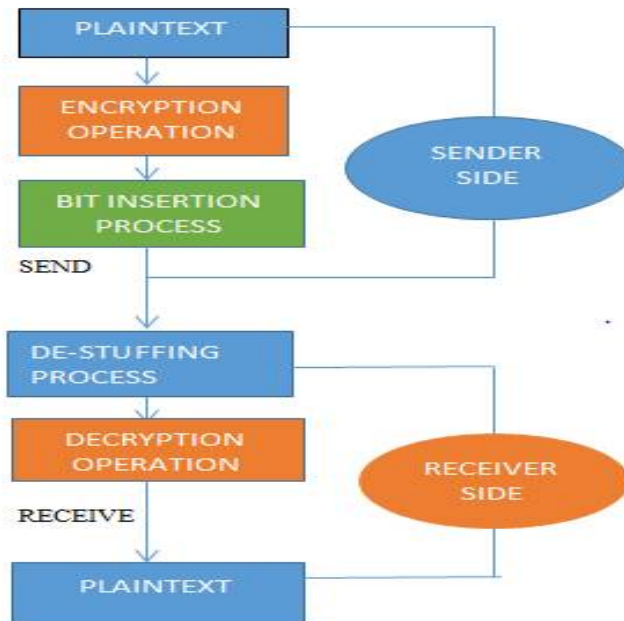 PLAINTEXT
ENCRYPTION
OPERATION
SENDER
SIDE
BIT INSERTION
PROCESS
SEND
DE-STUFFING
PROCESS
DECRYPTION
OPERATION
RECEIVER
SIDE
RECEIVE
PLAINTEXT